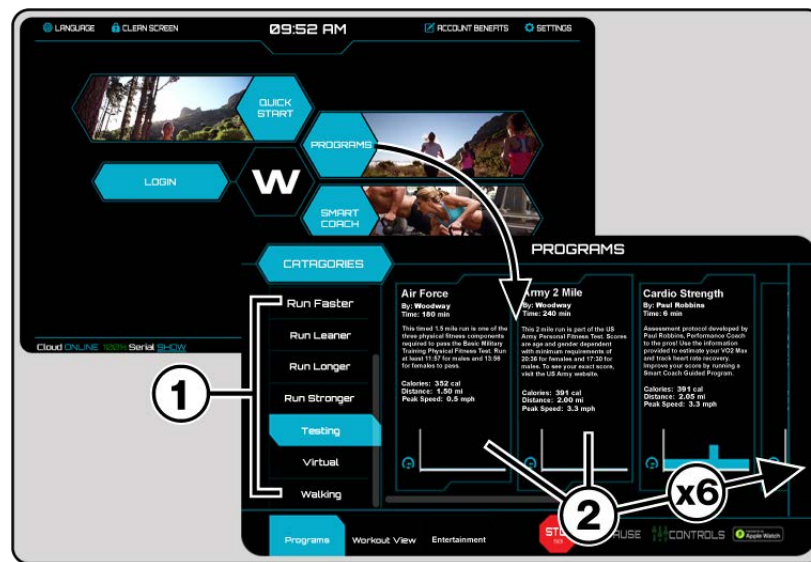 LANGUAGE
CLEAN SCREEN
09:52 AM
ACCOUNT BENEFITS
SETTINGS
QUICK
START
PROGRAMS
LOGIN
W
SMART
COACH
Cloud ONLINE 100% Serial SHOW
PROGRAMS
CATAGORIES
Run Faster
Run Leaner
Run Longer
Run Stronger
Testing
Virtual
Walking
1
Air Force
By: Woodway
Time: 180 min
This timed 1.5 mile run is one of the
three physical fitness components
required to pass the Basic Military
Training Physical Fitness Test. Run
at least 11:57 for males and 13:56
for females to pass.
Calories: 352 cal
Distance: 1.50 mi
Peak Speed: 0.5 mph
Army 2 Mile
By: Woodway
Time: 240 min
This 2 mile run is part of the US
Army Personal Fitness Test. Scores
are age and gender dependent
with minimum requirements of
20:36 for females and 17:30 for
males. To see your exact score,
visit the US Army website.
Calories: 391 cal
Distance: 2.00 mi
Peak Speed: 3.3 mph
Cardio Strength
By: Paul Robbins
Time: 6 min
Assessment protocol developed by
Paul Robbins, Performance Coach
to the pros! Use the information
provided to estimate your VO2 Max
and track heart rate recovery.
Improve your score by running a
Smart Coach Guided Program.
Calories: 391 cal
Distance: 2.05 mi
Peak Speed: 3.3 mph
2
x6
Programs
Workout View
Entertainment
CONTROLS
Apple Watch